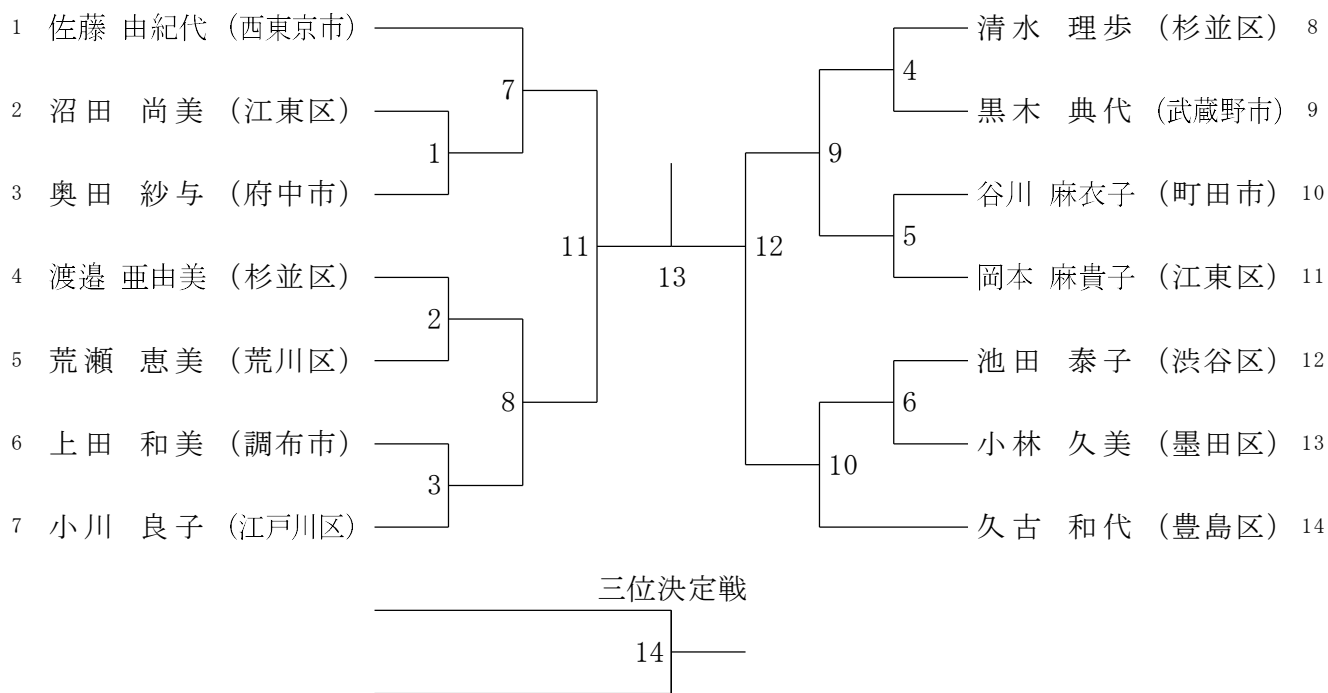 1 佐藤 由紀代 (西東京市)
2 沼田 尚美 (江東区)
3 奥田 紗与 (府中市)
4 渡邉 亜由美 (杉並区)
5 荒瀬 恵美 (荒川区)
6 上田 和美 (調布市)
7 小川 良子 (江戸川区)
7
1
11
2
8
3
13
12
清水 理歩 (杉並区) 8
黒木 典代 (武蔵野市) 9
谷川 麻衣子 (町田市) 10
岡本 麻貴子 (江東区) 11
池田 泰子 (渋谷区) 12
小林 久美 (墨田区) 13
久古 和代 (豊島区) 14
4
9
5
6
10
三位決定戦
14